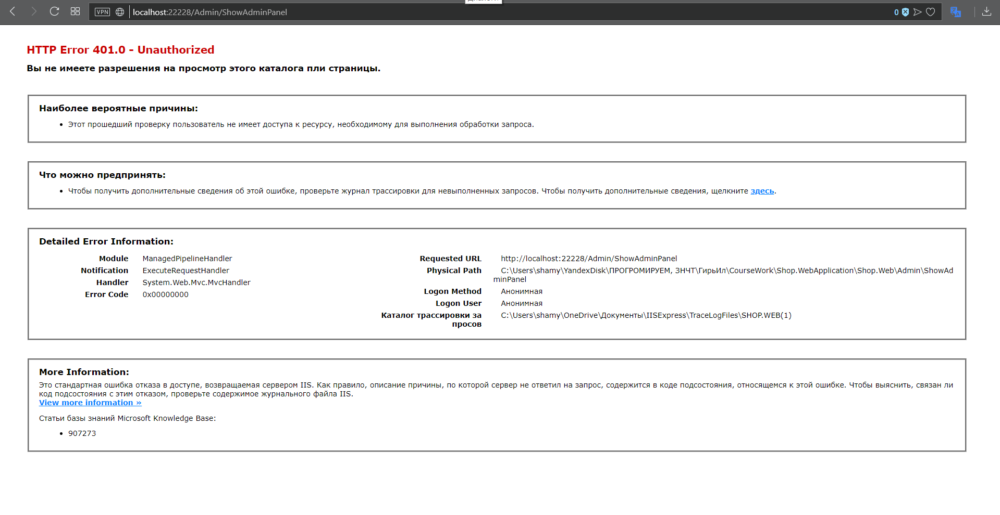 VPN localhost:22228/Admin/ShowAdminPanel 0
HTTP Error 401.0 - Unauthorized
Вы не имеете разрешения на просмотр этого каталога пли страницы.
Наиболее вероятные причины:
• Этот прошедший проверку пользователь не имеет доступа к ресурсу, необходимому для выполнения обработки запроса.
Что можно предпринять:
• Чтобы получить дополнительные сведения об этой ошибке, проверьте журнал трассировки для невыполненных запросов. Чтобы получить дополнительные сведения, щелкните здесь.
Detailed Error Information:
Module ManagedPipelineHandler
Notification ExecuteRequestHandler
Handler System.Web.Mvc.MvcHandler
Error Code 0x00000000
Requested URL http://localhost:22228/Admin/ShowAdminPanel
Physical Path C:\Users\shamy\YandexDisk\ПРОГРОМИРУЕМ, ЗНЧТ\ГирьИл\CourseWork\Shop.WebApplication\Shop.Web\Admin\ShowAd
minPanel
Logon Method Анонимная
Logon User Анонимная
Каталог трассировки за C:\Users\shamy\OneDrive\Документы\IISExpress\TraceLogFiles\SHOP.WEB(1)
просов
More Information:
Это стандартная ошибка отказа в доступе, возвращаемая сервером IIS. Как правило, описание причины, по которой сервер не ответил на запрос, содержится в коде подсостояния, относящемся к этой ошибке. Чтобы выяснить, связан ли
код подсостояния с этим отказом, проверьте содержимое журнального файла IIS.
View more information »
Статьи базы знаний Microsoft Knowledge Base:
• 907273